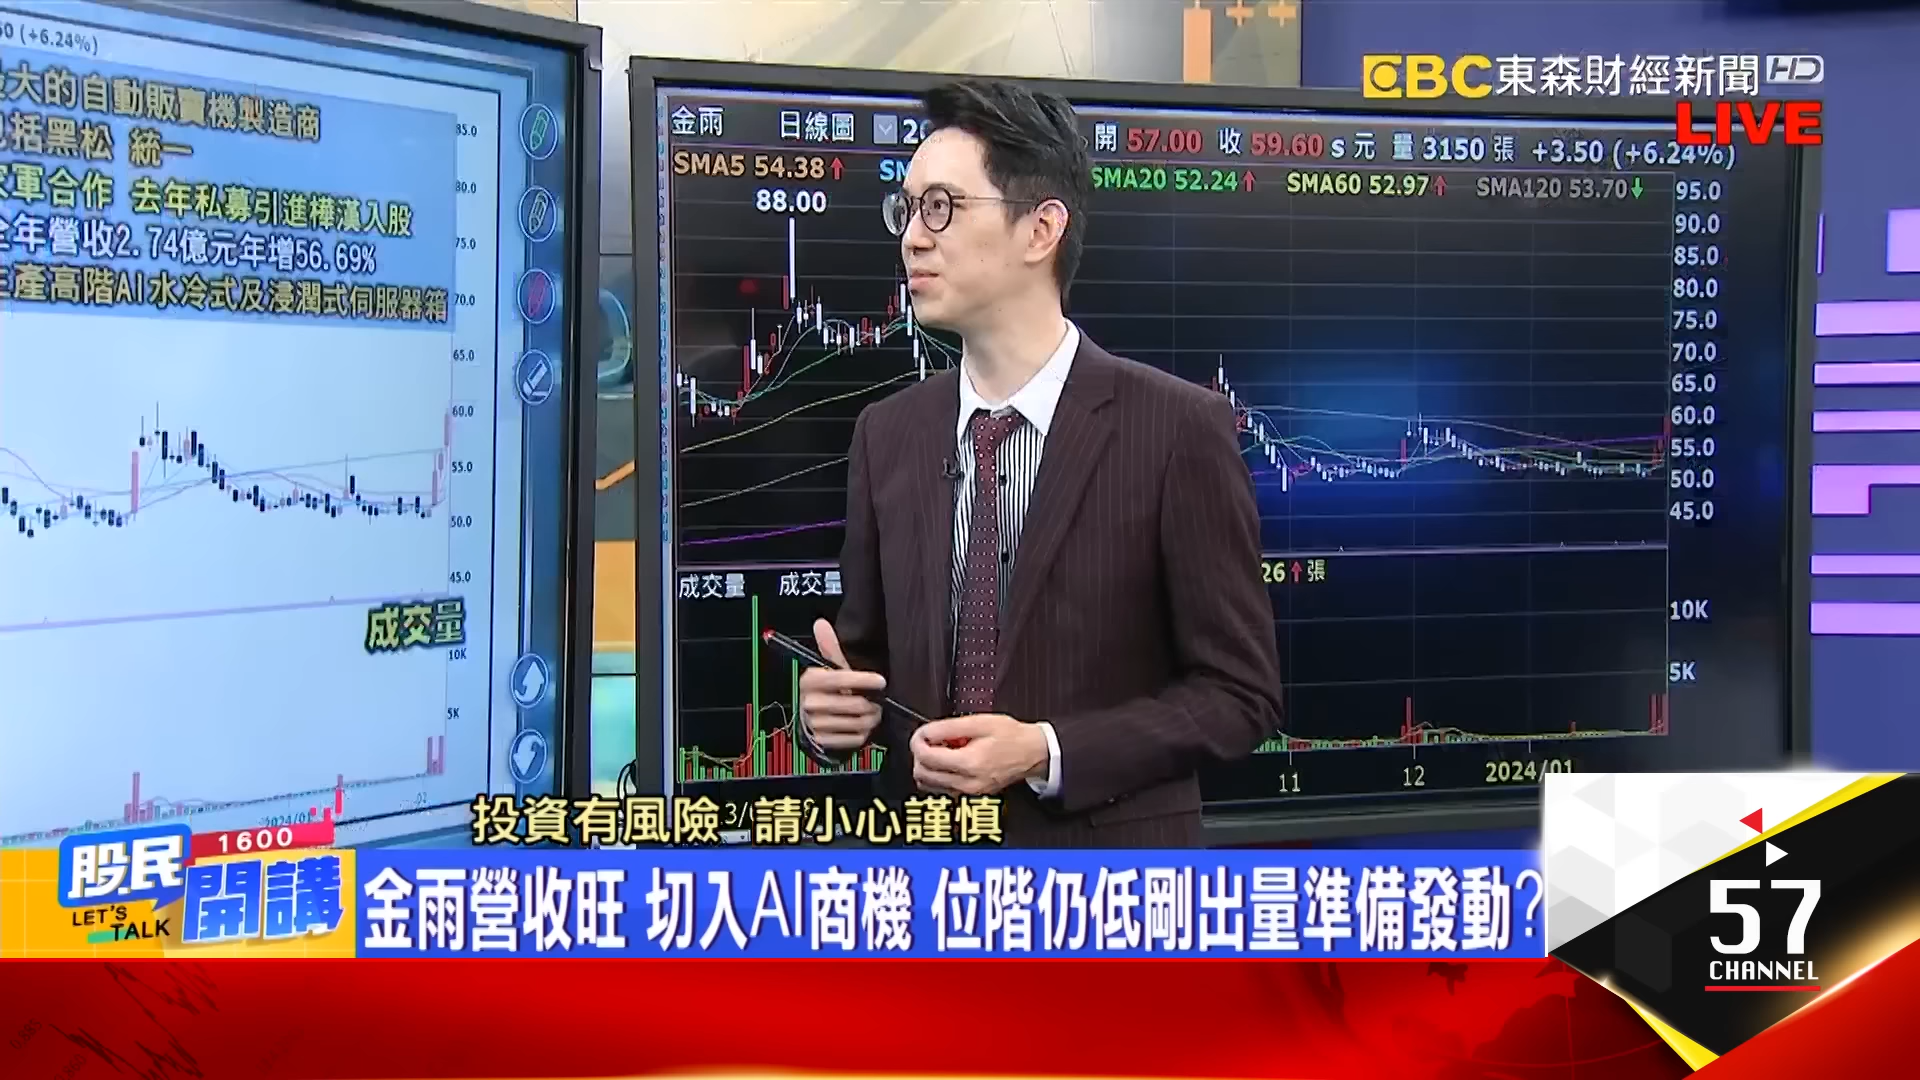 (+6.24%)
大的自動販賣機製造商
括黑松 統一
軍合作 去年私募引進樺漢入股
全年營收2.74億元年增56.69%
產高階AI水冷式及浸潤式伺服器箱
85.0
80.0
75.0
70.0
65.0
60.0
55.0
50.0
45.0
成交量
10K
5K
2024/01
EBC東森財經新聞HD
LIVE
金雨 日線圖 開 57.00 收 59.60 s 元 量 3150 張 +3.50 (+6.24%)
SMA5 54.38↑ SMA20 52.24↑ SMA60 52.97↑ SMA120 53.70↓
88.00
95.0
90.0
85.0
80.0
75.0
70.0
65.0
60.0
55.0
50.0
45.0
成交量 成交量 26↑張
10K
5K
11 12 2024/01
投資有風險 請小心謹慎
1600
股民
開講
LET'S
TALK
金雨營收旺 切入AI商機 位階仍低剛出量準備發動?
57
CHANNEL